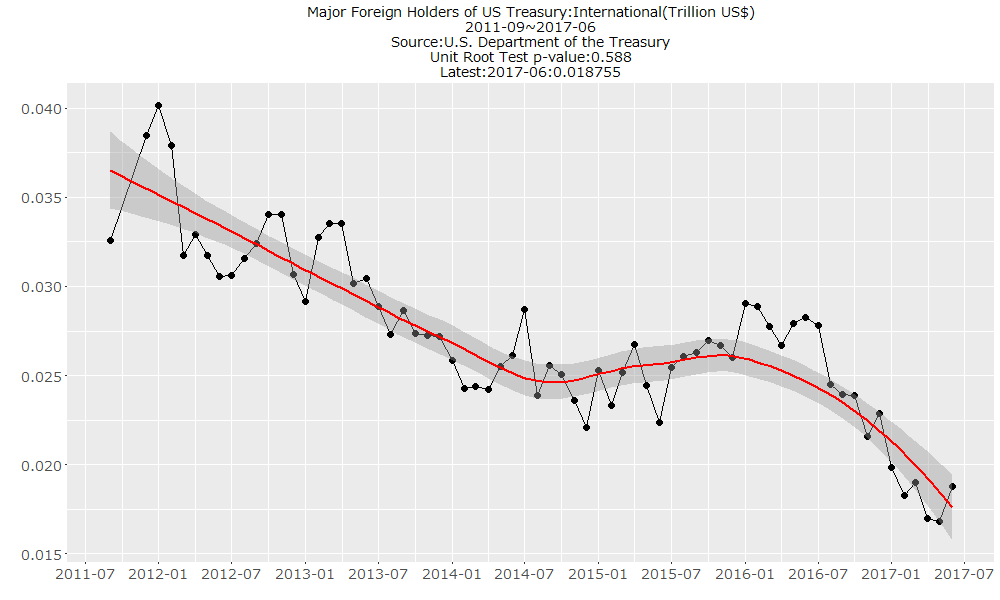 Major Foreign Holders of US Treasury:International(Trillion US$)
2011-09~2017-06
Source:U.S. Department of the Treasury
Unit Root Test p-value:0.588
Latest:2017-06:0.018755
0.040
0.035
0.030
0.025
0.020
0.015
2011-07 2012-01 2012-07 2013-01 2013-07 2014-01 2014-07 2015-01 2015-07 2016-01 2016-07 2017-01 2017-07